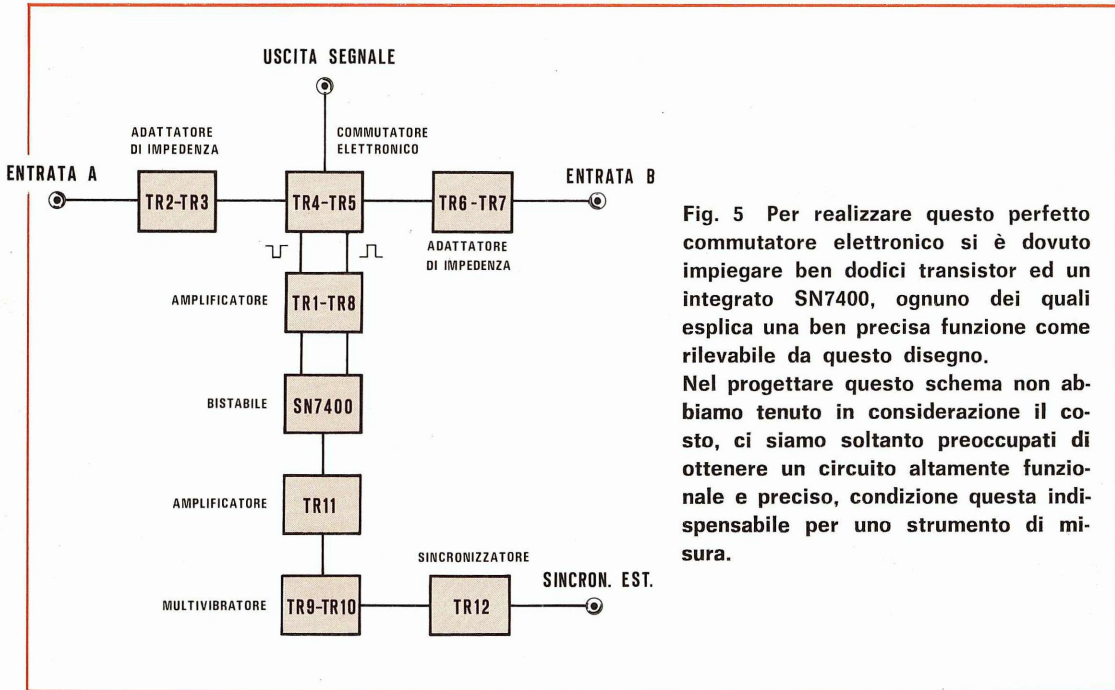 USCITA SEGNALE
ADATTATORE
DI IMPEDENZA
COMMUTATORE
ELETTRONICO
ENTRATA A
ENTRATA B
TR2-TR3
TR4-TR5
TR6-TR7
ADATTATORE
DI IMPEDENZA
AMPLIFICATORE
TR1-TR8
BISTABILE
SN7400
AMPLIFICATORE
TR11
SINCRONIZZATORE
SINCRON. EST.
MULTIVIBRATORE
TR9-TR10
TR12
Fig. 5 Per realizzare questo perfetto
commutatore elettronico si è dovuto
impiegare ben dodici transistor ed un
integrato SN7400, ognuno dei quali
esplica una ben precisa funzione come
rilevabile da questo disegno.
Nel progettare questo schema non ab-
biamo tenuto in considerazione il co-
sto, ci siamo soltanto preoccupati di
ottenere un circuito altamente funzio-
nale e preciso, condizione questa indi-
spensabile per uno strumento di mi-
sura.